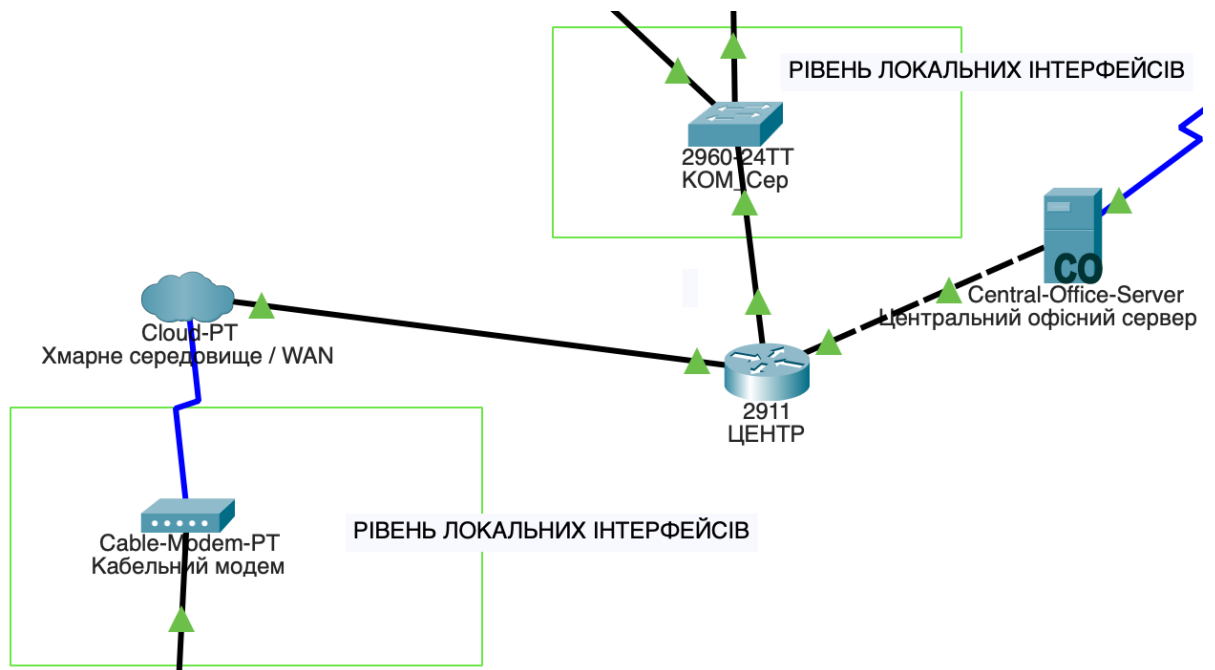 РІВЕНЬ ЛОКАЛЬНИХ ІНТЕРФЕЙСІВ
2960-24TT
КОМ_Сер
CO
Central-Office-Server
Центральний офісний сервер
Cloud-PT
Хмарне середовище / WAN
2911
ЦЕНТР
РІВЕНЬ ЛОКАЛЬНИХ ІНТЕРФЕЙСІВ
Cable-Modem-PT
Кабельний модем